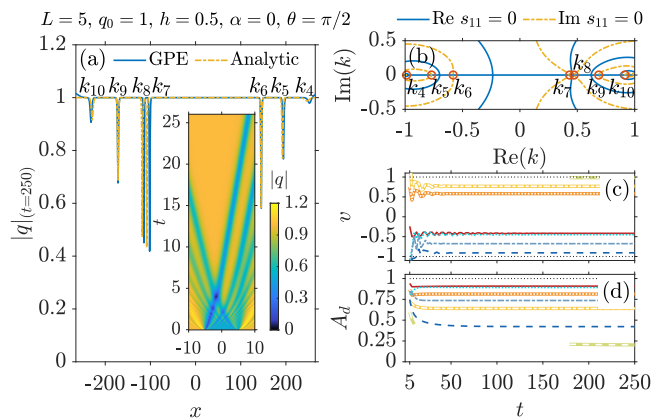 L = 5, q₀ = 1, h = 0.5, α = 0, θ = π/2
Re s₁₁ = 0 Im s₁₁ = 0
(a) GPE Analytic
k₁₀ k₉ k₈ k₇ k₆ k₅ k₄
|q|(t=250)
1.2
1
0.8
0.6
0.4
0.2
0
-200 -100 0 100 200
x
t
25
20
15
10
5
0
-10 0 10
|q|
1.2
0.9
0.6
0.3
0
(b)
Im(k)
0.5
0
-0.5
k₄ k₅ k₆ k₇ k₈ k₉ k₁₀
-1 -0.5 0 0.5 1
Re(k)
(c)
v
1
0.5
0
-0.5
-1
(d)
A_d
1
0.75
0.5
0.25
0
5 50 100 150 200 250
t